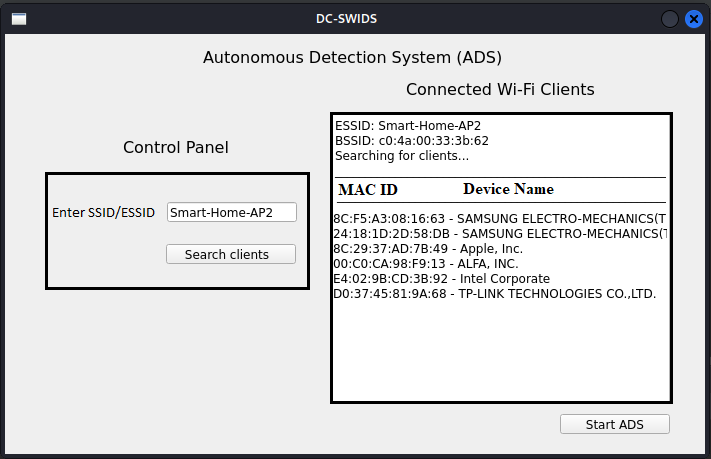 DC-SWIDS
Autonomous Detection System (ADS)
Connected Wi-Fi Clients
Control Panel
Enter SSID/ESSID Smart-Home-AP2
Search clients
ESSID: Smart-Home-AP2
BSSID: c0:4a:00:33:3b:62
Searching for clients...
MAC ID Device Name
8C:F5:A3:08:16:63 - SAMSUNG ELECTRO-MECHANICS(T
24:18:1D:2D:58:DB - SAMSUNG ELECTRO-MECHANICS(T
8C:29:37:AD:7B:49 - Apple, Inc.
00:C0:CA:98:F9:13 - ALFA, INC.
E4:02:9B:CD:3B:92 - Intel Corporate
D0:37:45:81:9A:68 - TP-LINK TECHNOLOGIES CO.,LTD.
Start ADS